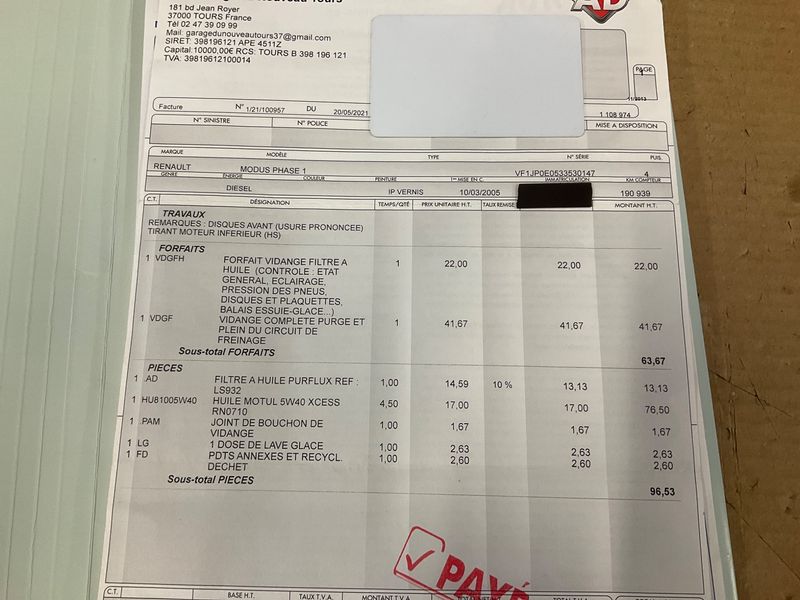 181 bd Jean Royer
37000 TOURS France
Tél 02 47 39 09 99
Mail: garagedunouveautours37@gmail.com
SIRET: 398196121 APE 4511Z
Capital:10000,00€ RCS: TOURS B 398 196 121
TVA: 39819612100014
AD
PAGE
1
11/2013
Facture N° 1/21/100957 DU 20/05/2021 1 108 974
N° SINISTRE N° POLICE MISE A DISPOSITION
MARQUE MODÈLE TYPE N° SÉRIE PUIS.
RENAULT MODUS PHASE 1 VF1JP0E0533530147 4
GENRE ENERGIE COULEUR PEINTURE 1ère MISE EN C. IMMATRICULATION KM COMPTEUR
DIESEL IP VERNIS 10/03/2005 190 939
C.T. DÉSIGNATION TEMPS/QTÉ PRIX UNITAIRE H.T. TAUX REMISE MONTANT H.T.
TRAVAUX
REMARQUES : DISQUES AVANT (USURE PRONONCEE)
TIRANT MOTEUR INFERIEUR (HS)
FORFAITS
1 VDGFH FORFAIT VIDANGE FILTRE A 1 22,00 22,00 22,00
HUILE (CONTROLE : ETAT
GENERAL, ECLAIRAGE,
PRESSION DES PNEUS,
DISQUES ET PLAQUETTES,
BALAIS ESSUIE-GLACE...)
1 VDGF VIDANGE COMPLETE PURGE ET 1 41,67 41,67 41,67
PLEIN DU CIRCUIT DE
FREINAGE
Sous-total FORFAITS 63,67
PIECES
1 .AD FILTRE A HUILE PURFLUX REF : 1,00 14,59 10 % 13,13 13,13
LS932
1 HU81005W40 HUILE MOTUL 5W40 XCESS 4,50 17,00 17,00 76,50
RN0710
1 .PAM JOINT DE BOUCHON DE 1,00 1,67 1,67 1,67
VIDANGE
1 LG 1 DOSE DE LAVE GLACE 1,00 2,63 2,63 2,63
1 FD PDTS ANNEXES ET RECYCL. 1,00 2,60 2,60 2,60
DECHET
Sous-total PIECES 96,53
PAYÉ
C.T. BASE H.T. TAUX T.V.A. MONTANT T.V.A.